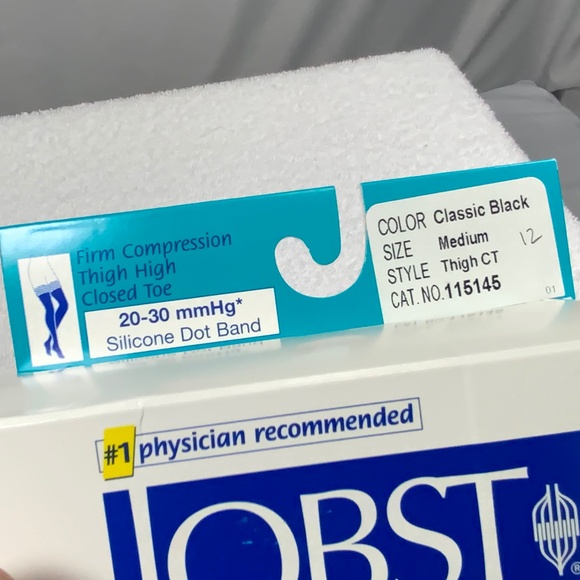 Firm Compression
Thigh High
Closed Toe
20-30 mmHg*
Silicone Dot Band
COLOR Classic Black
SIZE Medium
STYLE Thigh CT
CAT. NO. 115145
12
01
#1 physician recommended
JOBST
®